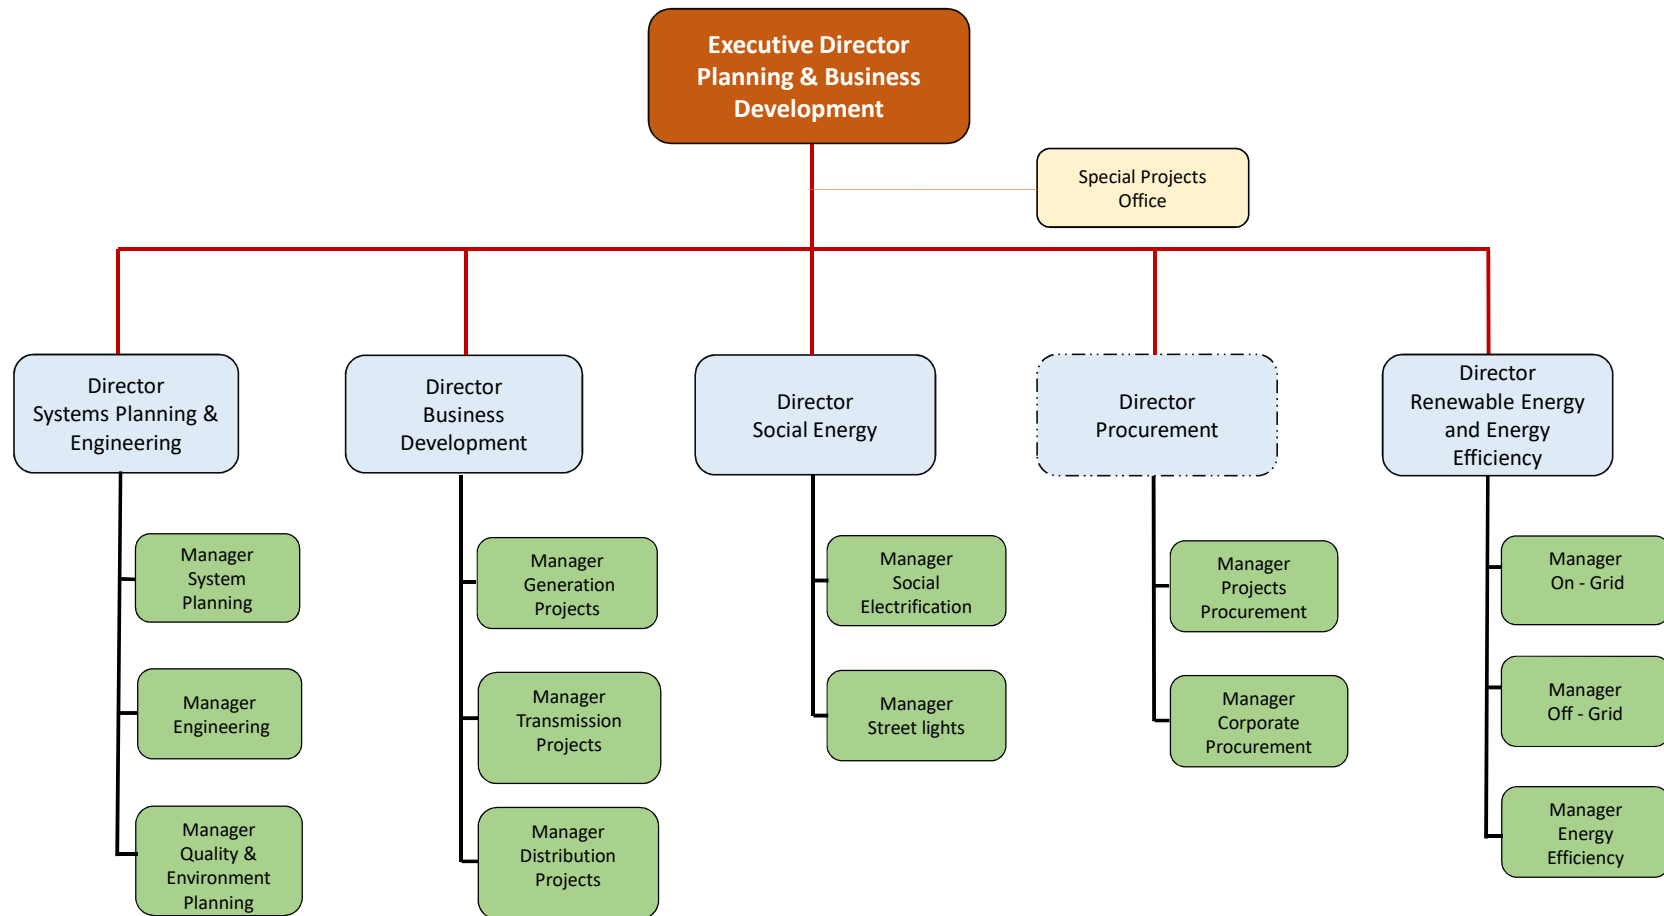 Executive Director
Planning & Business
Development
Special Projects
Office
Director
Systems Planning &
Engineering
Director
Business
Development
Director
Social Energy
Director
Procurement
Director
Renewable Energy
and Energy
Efficiency
Manager
System
Planning
Manager
Engineering
Manager
Quality &
Environment
Planning
Manager
Generation
Projects
Manager
Transmission
Projects
Manager
Distribution
Projects
Manager
Social
Electrification
Manager
Street lights
Manager
Projects
Procurement
Manager
Corporate
Procurement
Manager
On - Grid
Manager
Off - Grid
Manager
Energy
Efficiency